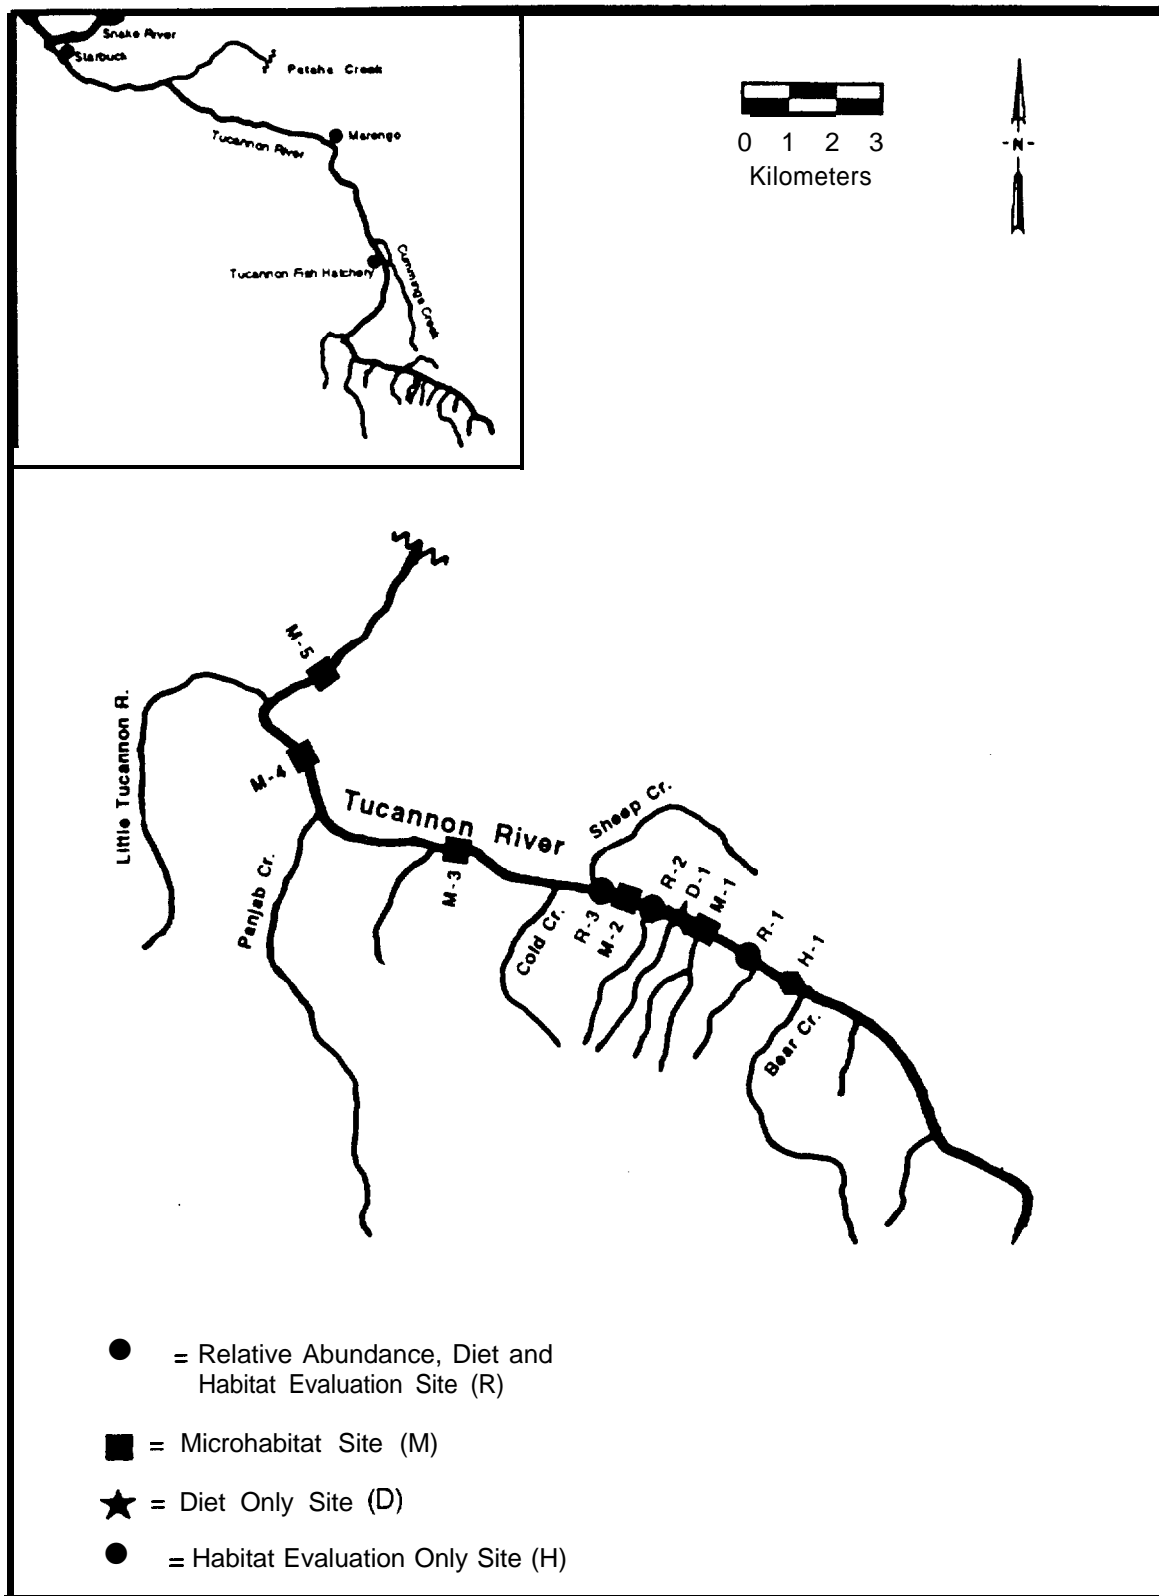 Snake River
Starbuck
Pataha Creek
Tucannon River
Marengo
Tucannon Fish Hatchery
Cummings Creek
0 1 2 3
Kilometers
-N-
M-5
Little Tucannon R.
M-4
Tucannon River
Sheep Cr.
Panjab Cr.
M-3
Cold Cr.
R-3
M-2
R-2
D-1
M-1
R-1
H-1
Bear Cr.
= Relative Abundance, Diet and
Habitat Evaluation Site (R)
= Microhabitat Site (M)
= Diet Only Site (D)
= Habitat Evaluation Only Site (H)